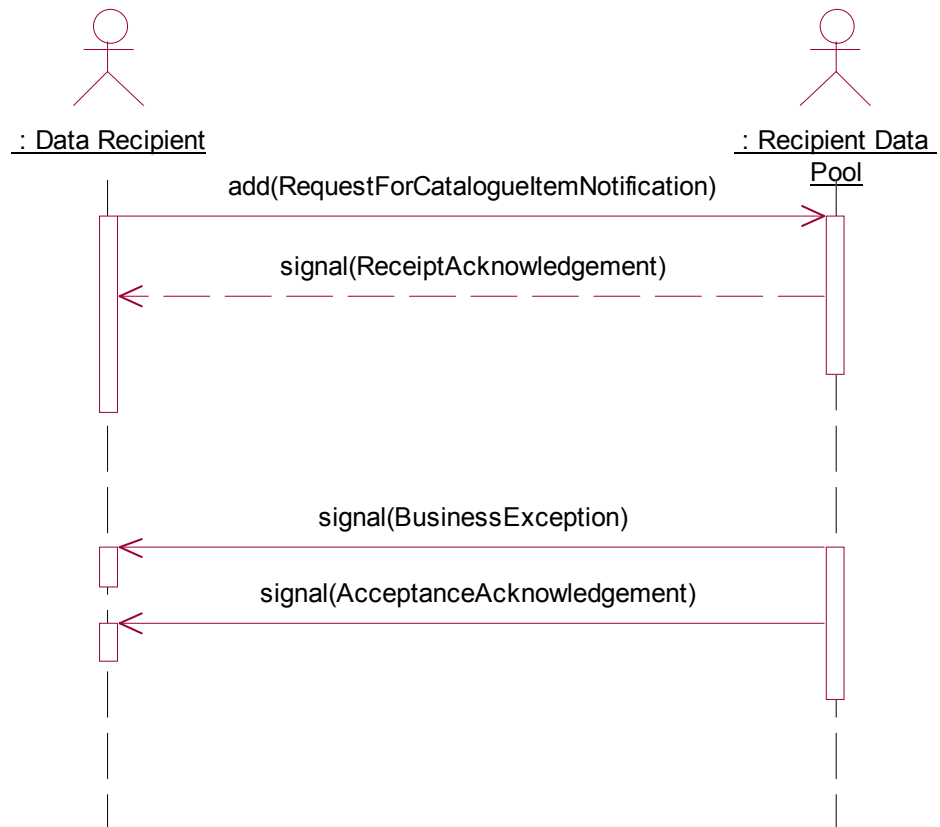 : Data Recipient
: Recipient Data
Pool
add(RequestForCatalogueItemNotification)
signal(ReceiptAcknowledgement)
signal(BusinessException)
signal(AcceptanceAcknowledgement)